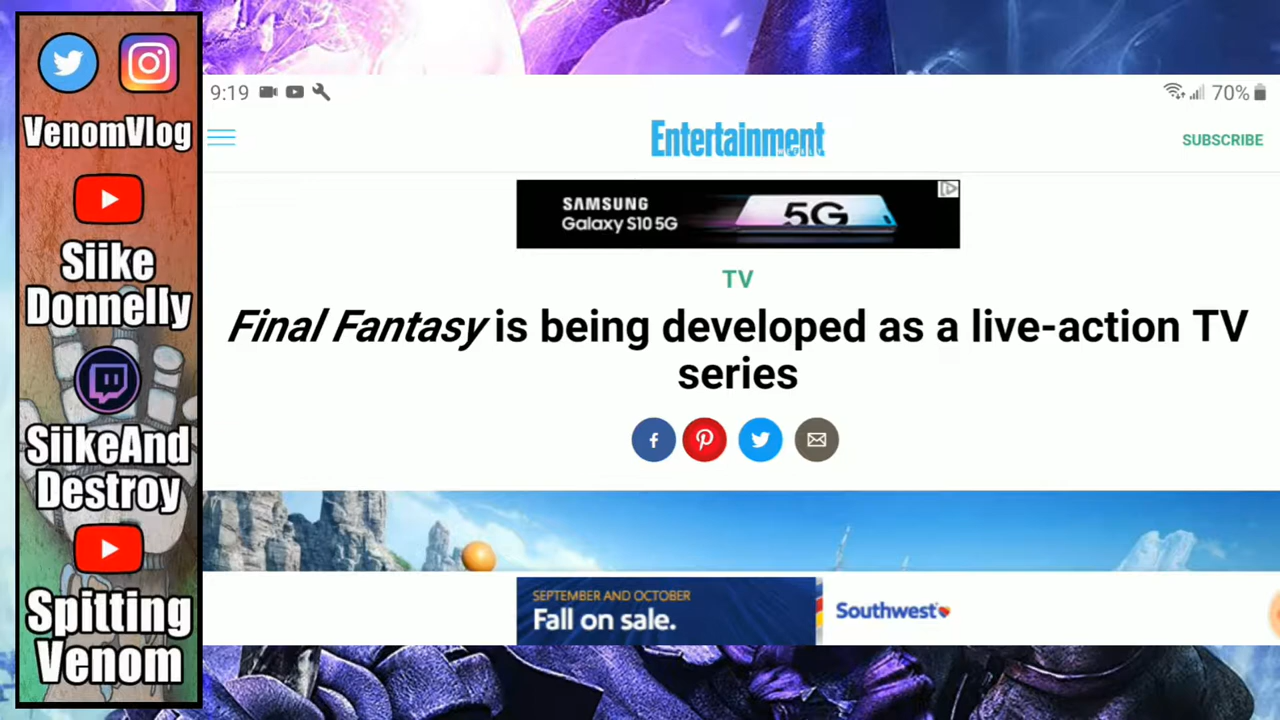 VenomVlog
Siike
Donnelly
SiikeAnd
Destroy
Spitting
Venom
9:19
70%
Entertainment
WEEKLY
SUBSCRIBE
SAMSUNG
Galaxy S10 5G
5G
TV
Final Fantasy is being developed as a live-action TV
series
SEPTEMBER AND OCTOBER
Fall on sale.
Southwest